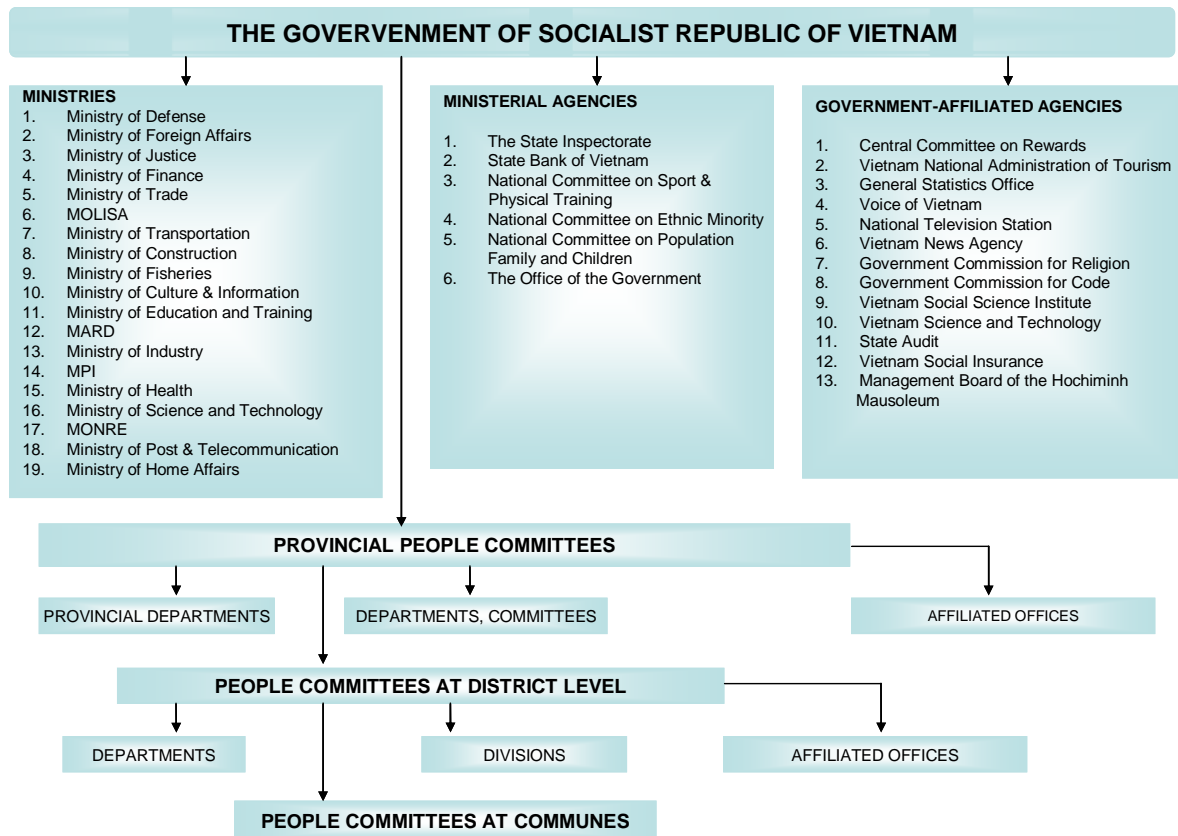 THE GOVERVENMENT OF SOCIALIST REPUBLIC OF VIETNAM
MINISTRIES
1. Ministry of Defense
2. Ministry of Foreign Affairs
3. Ministry of Justice
4. Ministry of Finance
5. Ministry of Trade
6. MOLISA
7. Ministry of Transportation
8. Ministry of Construction
9. Ministry of Fisheries
10. Ministry of Culture & Information
11. Ministry of Education and Training
12. MARD
13. Ministry of Industry
14. MPI
15. Ministry of Health
16. Ministry of Science and Technology
17. MONRE
18. Ministry of Post & Telecommunication
19. Ministry of Home Affairs
MINISTERIAL AGENCIES
1. The State Inspectorate
2. State Bank of Vietnam
3. National Committee on Sport &
Physical Training
4. National Committee on Ethnic Minority
5. National Committee on Population
Family and Children
6. The Office of the Government
GOVERNMENT-AFFILIATED AGENCIES
1. Central Committee on Rewards
2. Vietnam National Administration of Tourism
3. General Statistics Office
4. Voice of Vietnam
5. National Television Station
6. Vietnam News Agency
7. Government Commission for Religion
8. Government Commission for Code
9. Vietnam Social Science Institute
10. Vietnam Science and Technology
11. State Audit
12. Vietnam Social Insurance
13. Management Board of the Hochiminh
Mausoleum
PROVINCIAL PEOPLE COMMITTEES
PROVINCIAL DEPARTMENTS
DEPARTMENTS, COMMITTEES
AFFILIATED OFFICES
PEOPLE COMMITTEES AT DISTRICT LEVEL
DEPARTMENTS
DIVISIONS
AFFILIATED OFFICES
PEOPLE COMMITTEES AT COMMUNES